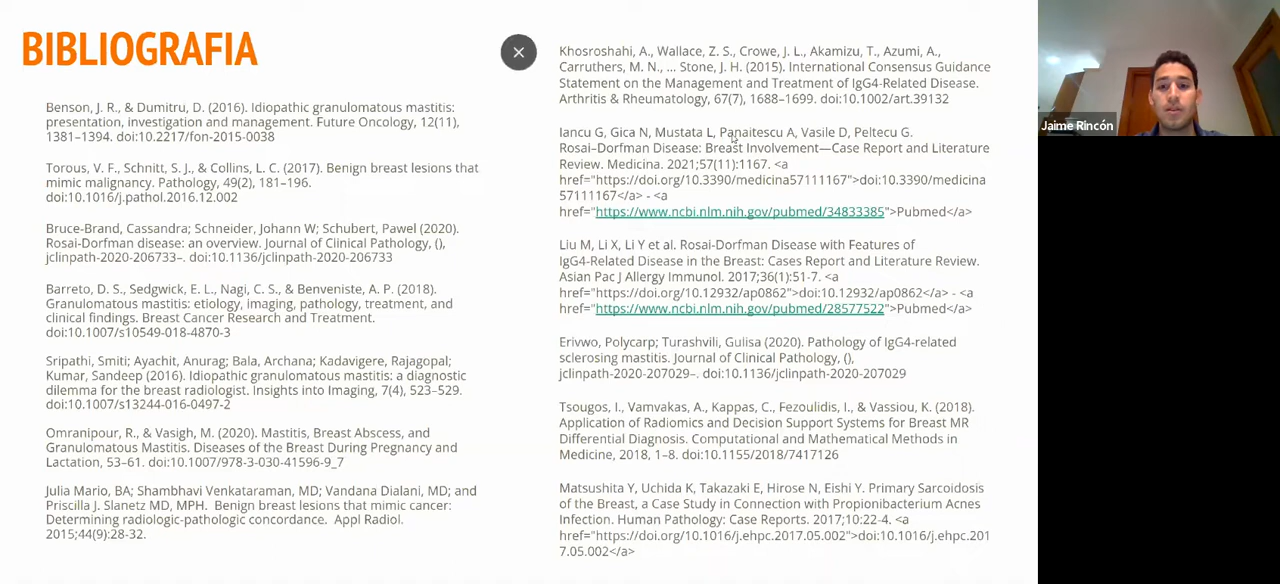 BIBLIOGRAFIA
Benson, J. R., & Dumitru, D. (2016). Idiopathic granulomatous mastitis:
presentation, investigation and management. Future Oncology, 12(11),
1381–1394. doi:10.2217/fon-2015-0038
Torous, V. F., Schnitt, S. J., & Collins, L. C. (2017). Benign breast lesions that
mimic malignancy. Pathology, 49(2), 181–196.
doi:10.1016/j.pathol.2016.12.002
Bruce-Brand, Cassandra; Schneider, Johann W; Schubert, Pawel (2020).
Rosai-Dorfman disease: an overview. Journal of Clinical Pathology, (),
jclinpath-2020-206733–. doi:10.1136/jclinpath-2020-206733
Barreto, D. S., Sedgwick, E. L., Nagi, C. S., & Benveniste, A. P. (2018).
Granulomatous mastitis: etiology, imaging, pathology, treatment, and
clinical findings. Breast Cancer Research and Treatment.
doi:10.1007/s10549-018-4870-3
Sripathi, Smiti; Ayachit, Anurag; Bala, Archana; Kadavigere, Rajagopal;
Kumar, Sandeep (2016). Idiopathic granulomatous mastitis: a diagnostic
dilemma for the breast radiologist. Insights into Imaging, 7(4), 523–529.
doi:10.1007/s13244-016-0497-2
Omranipour, R., & Vasigh, M. (2020). Mastitis, Breast Abscess, and
Granulomatous Mastitis. Diseases of the Breast During Pregnancy and
Lactation, 53–61. doi:10.1007/978-3-030-41596-9_7
Julia Mario, BA; Shambhavi Venkataraman, MD; Vandana Dialani, MD; and
Priscilla J. Slanetz MD, MPH. Benign breast lesions that mimic cancer:
Determining radiologic-pathologic concordance. Appl Radiol.
2015;44(9):28-32.
Khosroshahi, A., Wallace, Z. S., Crowe, J. L., Akamizu, T., Azumi, A.,
Carruthers, M. N., … Stone, J. H. (2015). International Consensus Guidance
Statement on the Management and Treatment of IgG4-Related Disease.
Arthritis & Rheumatology, 67(7), 1688–1699. doi:10.1002/art.39132
Iancu G, Gica N, Mustata L, Panaitescu A, Vasile D, Peltecu G.
Rosai–Dorfman Disease: Breast Involvement—Case Report and Literature
Review. Medicina. 2021;57(11):1167. <a
href="https://doi.org/10.3390/medicina57111167">doi:10.3390/medicina
57111167</a> - <a
href="https://www.ncbi.nlm.nih.gov/pubmed/34833385">Pubmed</a>
Liu M, Li X, Li Y et al. Rosai-Dorfman Disease with Features of
IgG4-Related Disease in the Breast: Cases Report and Literature Review.
Asian Pac J Allergy Immunol. 2017;36(1):51-7. <a
href="https://doi.org/10.12932/ap0862">doi:10.12932/ap0862</a> - <a
href="https://www.ncbi.nlm.nih.gov/pubmed/28577522">Pubmed</a>
Erivwo, Polycarp; Turashvili, Gulisa (2020). Pathology of IgG4-related
sclerosing mastitis. Journal of Clinical Pathology, (),
jclinpath-2020-207029–. doi:10.1136/jclinpath-2020-207029
Tsougos, I., Vamvakas, A., Kappas, C., Fezoulidis, I., & Vassiou, K. (2018).
Application of Radiomics and Decision Support Systems for Breast MR
Differential Diagnosis. Computational and Mathematical Methods in
Medicine, 2018, 1–8. doi:10.1155/2018/7417126
Matsushita Y, Uchida K, Takazaki E, Hirose N, Eishi Y. Primary Sarcoidosis
of the Breast, a Case Study in Connection with Propionibacterium Acnes
Infection. Human Pathology: Case Reports. 2017;10:22-4. <a
href="https://doi.org/10.1016/j.ehpc.2017.05.002">doi:10.1016/j.ehpc.201
7.05.002</a>
Jaime Rincón